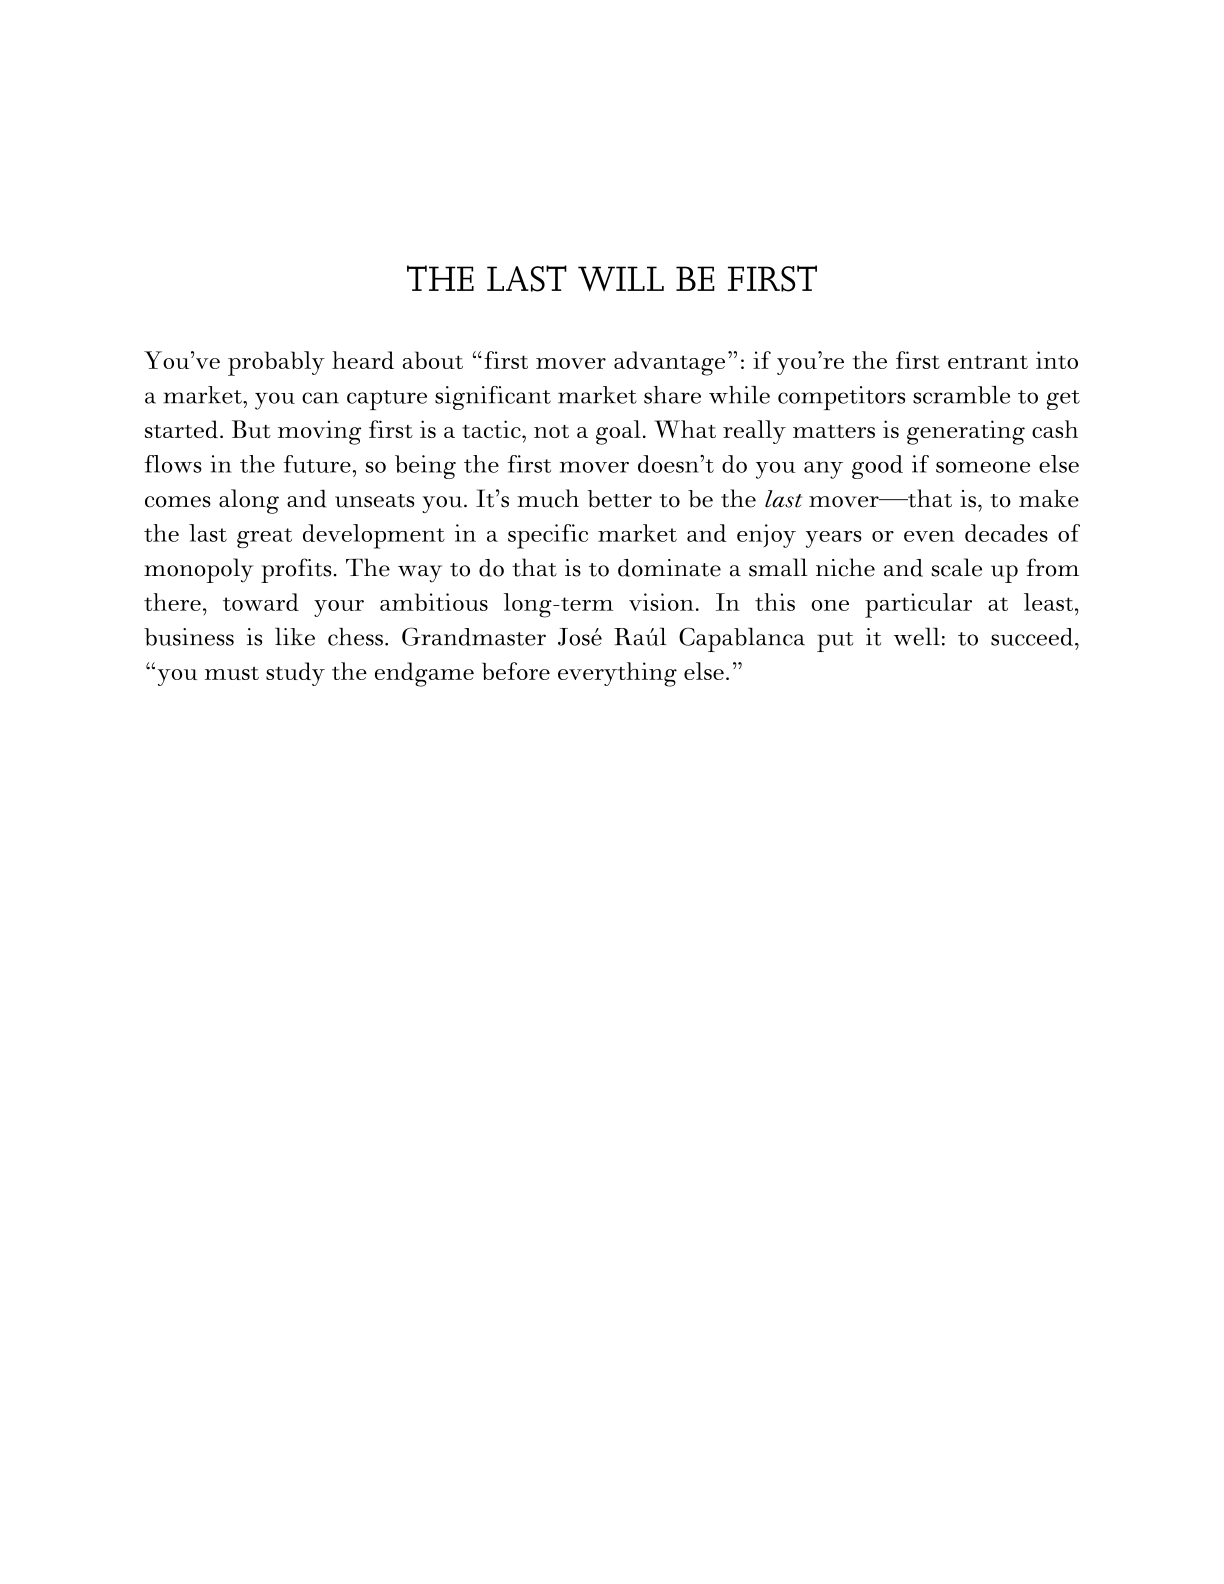 THE LAST WILL BE FIRST
You’ve probably heard about “first mover advantage”: if you’re the first entrant into
a market, you can capture significant market share while competitors scramble to get
started. But moving first is a tactic, not a goal. What really matters is generating cash
flows in the future, so being the first mover doesn’t do you any good if someone else
comes along and unseats you. It’s much better to be the last mover—that is, to make
the last great development in a specific market and enjoy years or even decades of
monopoly profits. The way to do that is to dominate a small niche and scale up from
there, toward your ambitious long-term vision. In this one particular at least,
business is like chess. Grandmaster José Raúl Capablanca put it well: to succeed,
“you must study the endgame before everything else.”